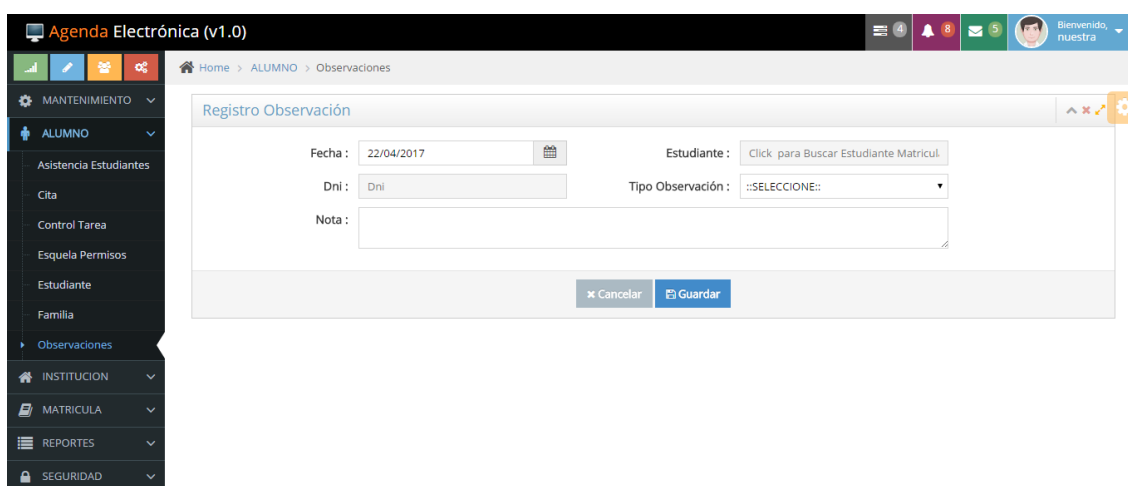 Agenda Electrónica (v1.0)
4
8
5
Bienvenido,
nuestra
Home > ALUMNO > Observaciones
MANTENIMIENTO
ALUMNO
Asistencia Estudiantes
Cita
Control Tarea
Esquela Permisos
Estudiante
Familia
Observaciones
INSTITUCION
MATRICULA
REPORTES
SEGURIDAD
Registro Observación
Fecha : 22/04/2017
Estudiante : Click para Buscar Estudiante Matricul
Dni : Dni
Tipo Observación : ::SELECCIONE::
Nota :
Cancelar
Guardar